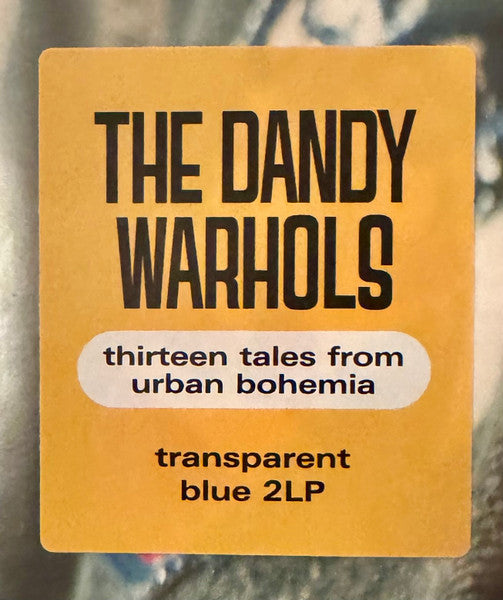 THE DANDY
WARHOLS
thirteen tales from
urban bohemia
transparent
blue 2LP